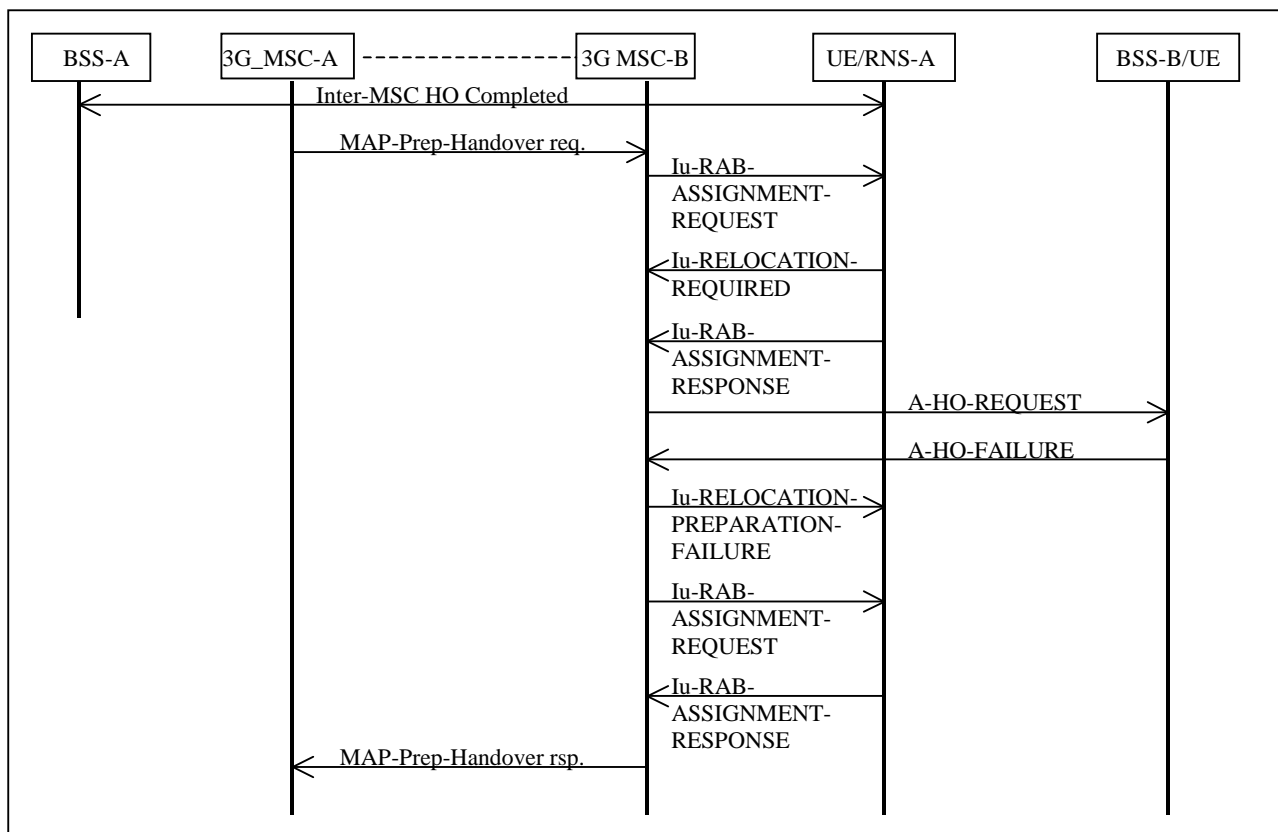 BSS-A
3G_MSC-A
3G MSC-B
UE/RNS-A
BSS-B/UE
Inter-MSC HO Completed
MAP-Prep-Handover req.
Iu-RAB-
ASSIGNMENT-
REQUEST
Iu-RELOCATION-
REQUIRED
Iu-RAB-
ASSIGNMENT-
RESPONSE
A-HO-REQUEST
A-HO-FAILURE
Iu-RELOCATION-
PREPARATION-
FAILURE
Iu-RAB-
ASSIGNMENT-
REQUEST
Iu-RAB-
ASSIGNMENT-
RESPONSE
MAP-Prep-Handover rsp.